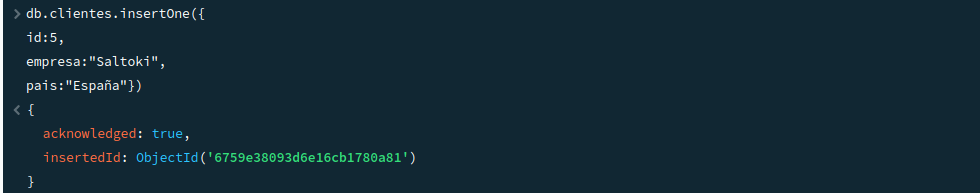 > db.clientes.insertOne({
id:5,
empresa:"Saltoki",
pais:"España"})
< {
acknowledged: true,
insertedId: ObjectId('6759e38093d6e16cb1780a81')
}